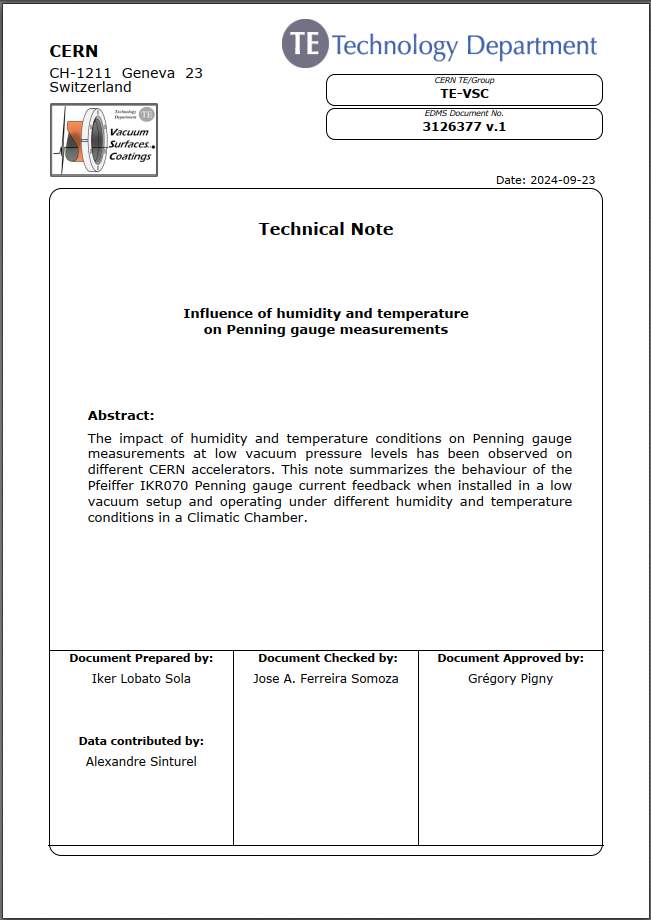 CERN
CH-1211 Geneva 23
Switzerland
TE Technology Department
CERN TE/Group
TE-VSC
EDMS Document No.
3126377 v.1
Technology
Department TE
Vacuum
Surfaces
Coatings
Date: 2024-09-23
Technical Note
Influence of humidity and temperature
on Penning gauge measurements
Abstract:
The impact of humidity and temperature conditions on Penning gauge
measurements at low vacuum pressure levels has been observed on
different CERN accelerators. This note summarizes the behaviour of the
Pfeiffer IKR070 Penning gauge current feedback when installed in a low
vacuum setup and operating under different humidity and temperature
conditions in a Climatic Chamber.
Document Prepared by:
Iker Lobato Sola
Data contributed by:
Alexandre Sinturel
Document Checked by:
Jose A. Ferreira Somoza
Document Approved by:
Grégory Pigny